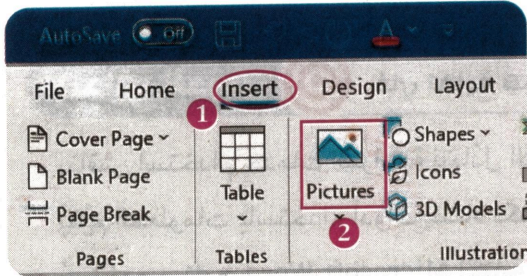 AutoSave Off
File Home Insert Design Layout
1
Cover Page
Blank Page
Page Break
Table
Pictures
Shapes
Icons
3D Models
2
Pages Tables Illustration